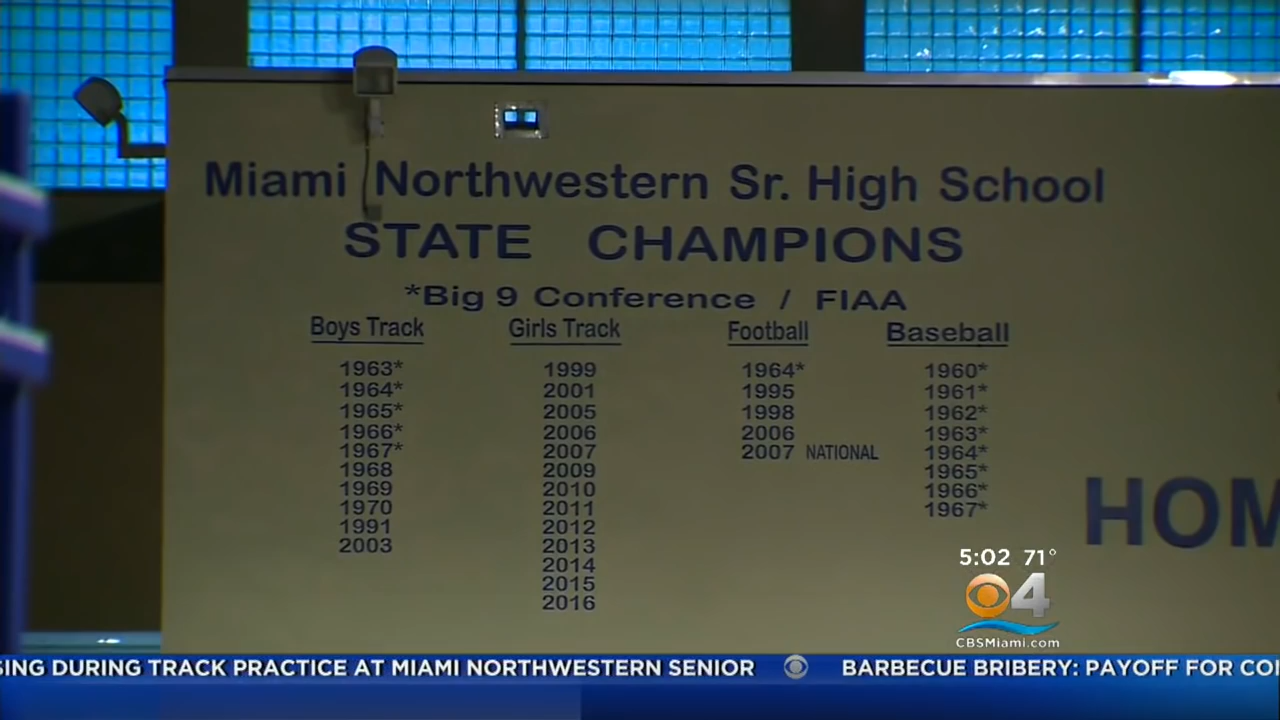 Miami Northwestern Sr. High School
STATE CHAMPIONS
*Big 9 Conference / FIAA
Boys Track Girls Track Football Baseball
1963* 1999 1964* 1960*
1964* 2001 1995 1961*
1965* 2005 1998 1962*
1966* 2006 2006 1963*
1967* 2007 2007 NATIONAL 1964*
1968 2009 1965*
1969 2010 1966*
1970 2011 1967*
1991 2012
2003 2013
2014
2015
2016
HOM
5:02 71°
4
CBSMiami.com
SING DURING TRACK PRACTICE AT MIAMI NORTHWESTERN SENIOR BARBECUE BRIBERY: PAYOFF FOR CO